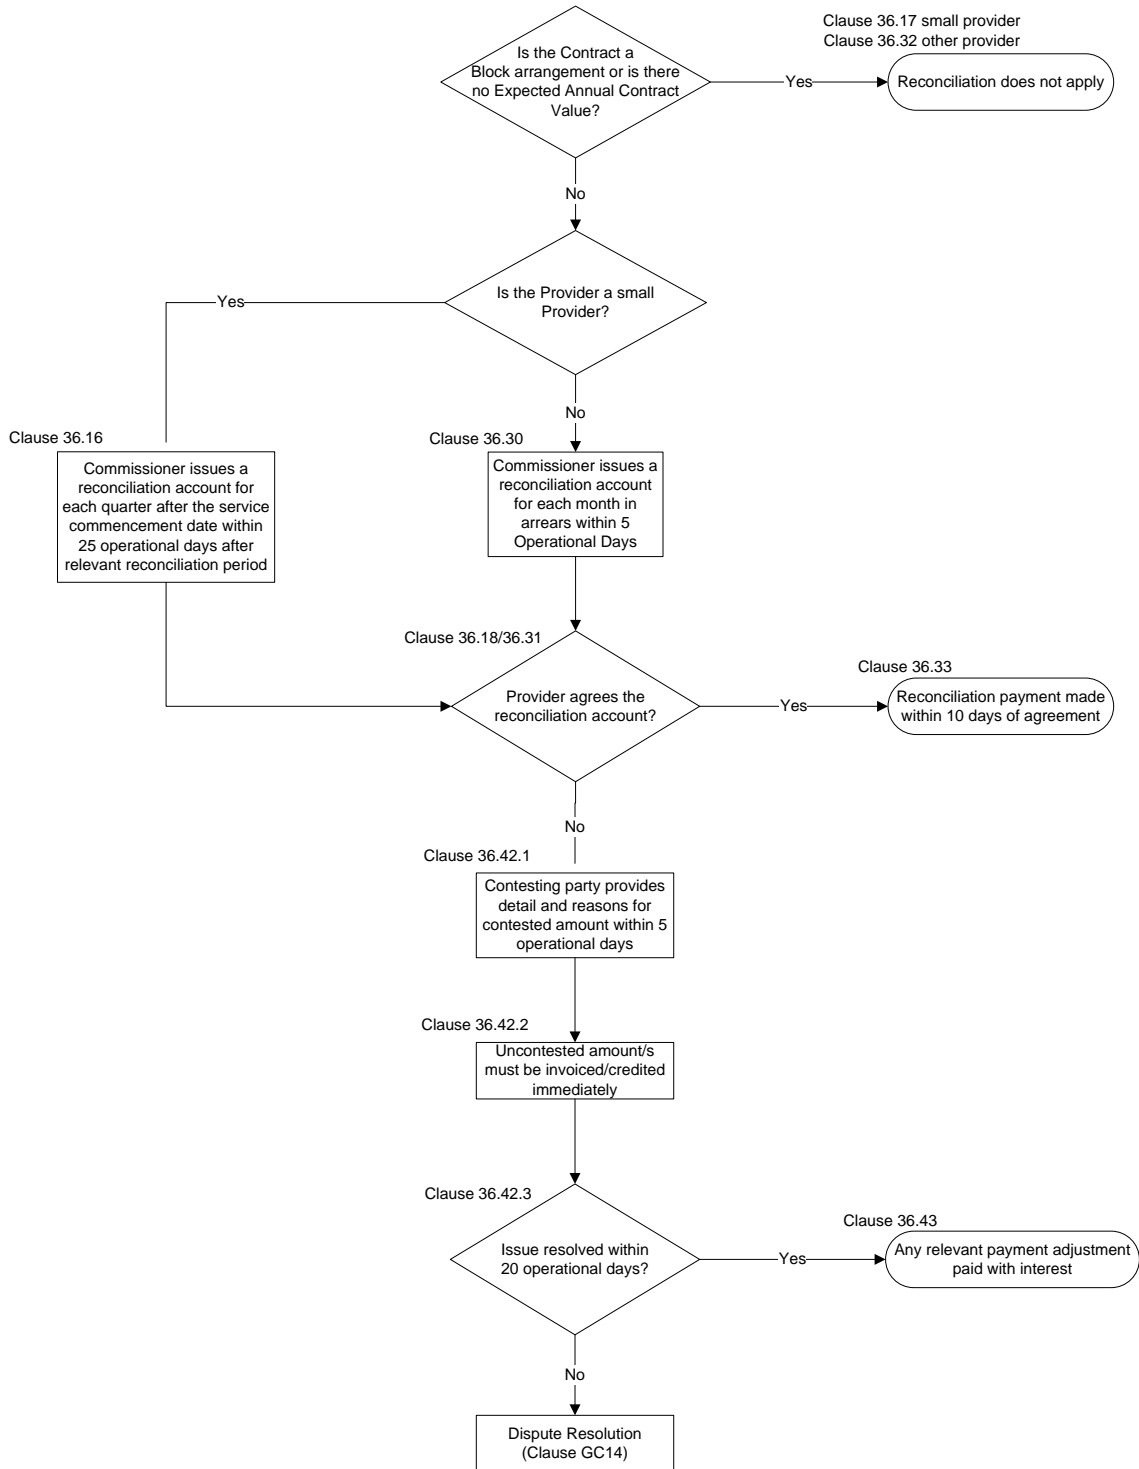 Clause 36.17 small provider
Clause 36.32 other provider
Is the Contract a
Block arrangement or is there
no Expected Annual Contract
Value?
Yes
Reconciliation does not apply
No
Is the Provider a small
Provider?
Yes
No
Clause 36.16
Commissioner issues a
reconciliation account for
each quarter after the service
commencement date within
25 operational days after
relevant reconciliation period
Clause 36.30
Commissioner issues a
reconciliation account
for each month in
arrears within 5
Operational Days
Clause 36.18/36.31
Provider agrees the
reconciliation account?
Yes
Clause 36.33
Reconciliation payment made
within 10 days of agreement
No
Clause 36.42.1
Contesting party provides
detail and reasons for
contested amount within 5
operational days
Clause 36.42.2
Uncontested amount/s
must be invoiced/credited
immediately
Clause 36.42.3
Issue resolved within
20 operational days?
Yes
Clause 36.43
Any relevant payment adjustment
paid with interest
No
Dispute Resolution
(Clause GC14)